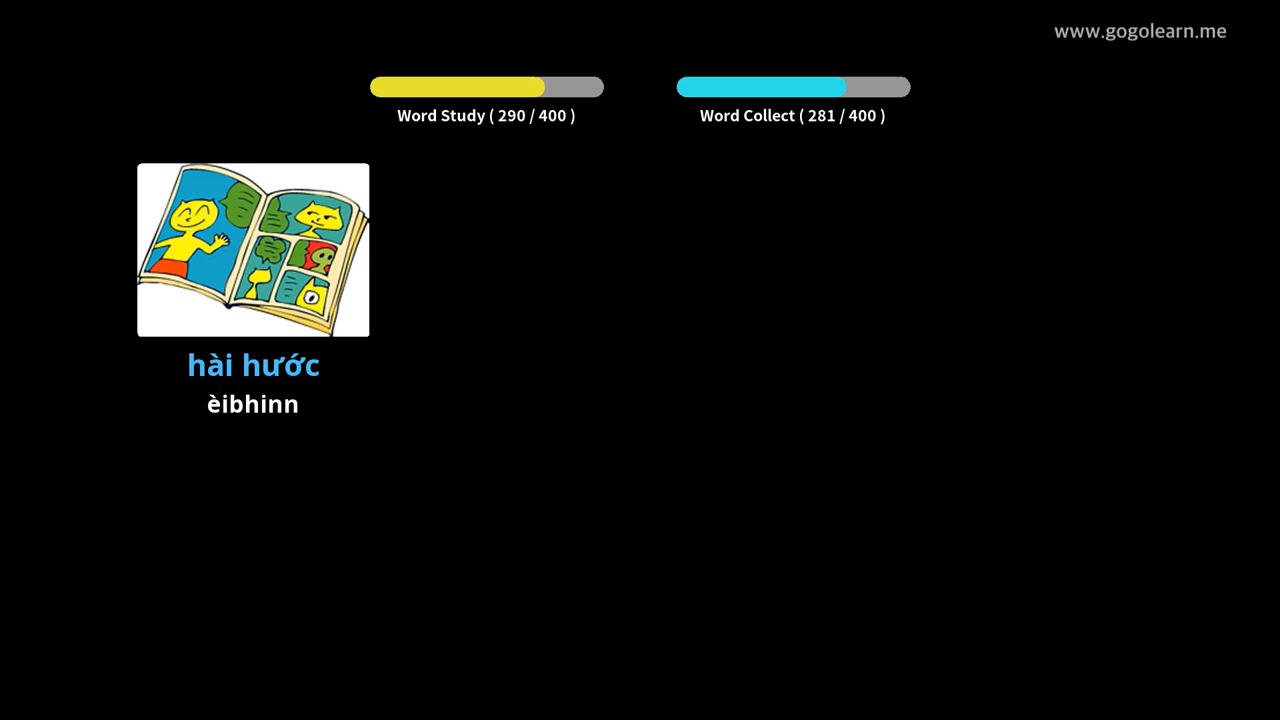 www.gogolearn.me
Word Study ( 290 / 400 )
Word Collect ( 281 / 400 )
hài hước
èibhinn